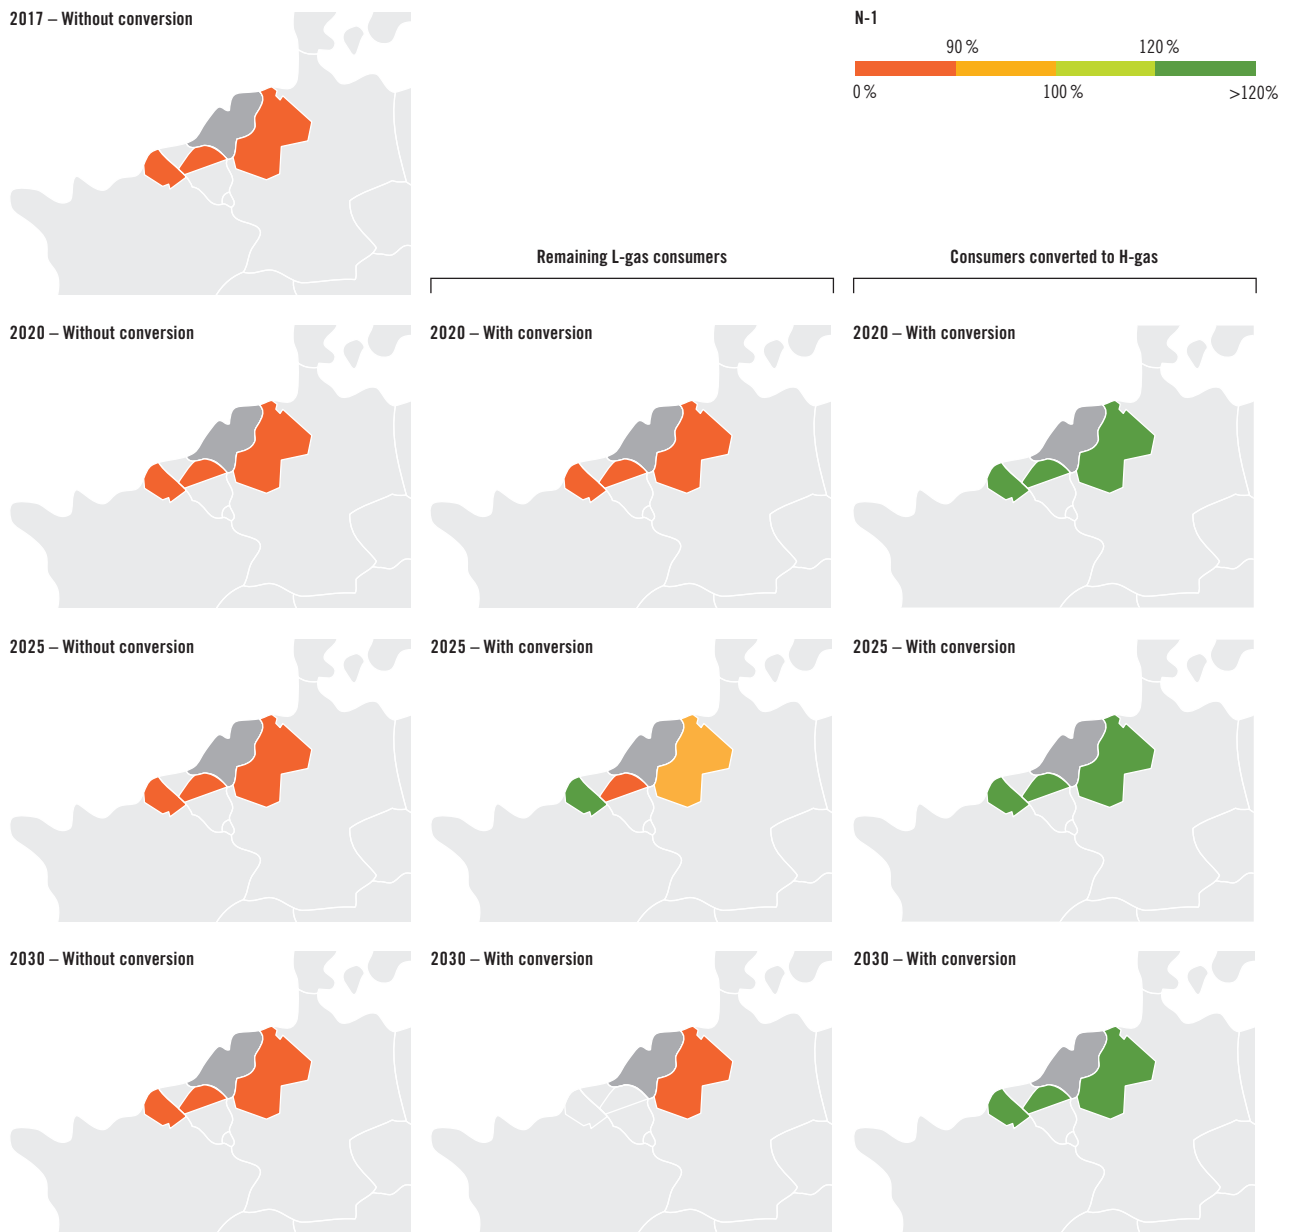 2017 – Without conversion
N-1
90 %
120 %
0 %
100 %
>120%
Remaining L-gas consumers
Consumers converted to H-gas
2020 – Without conversion
2020 – With conversion
2020 – With conversion
2025 – Without conversion
2025 – With conversion
2025 – With conversion
2030 – Without conversion
2030 – With conversion
2030 – With conversion